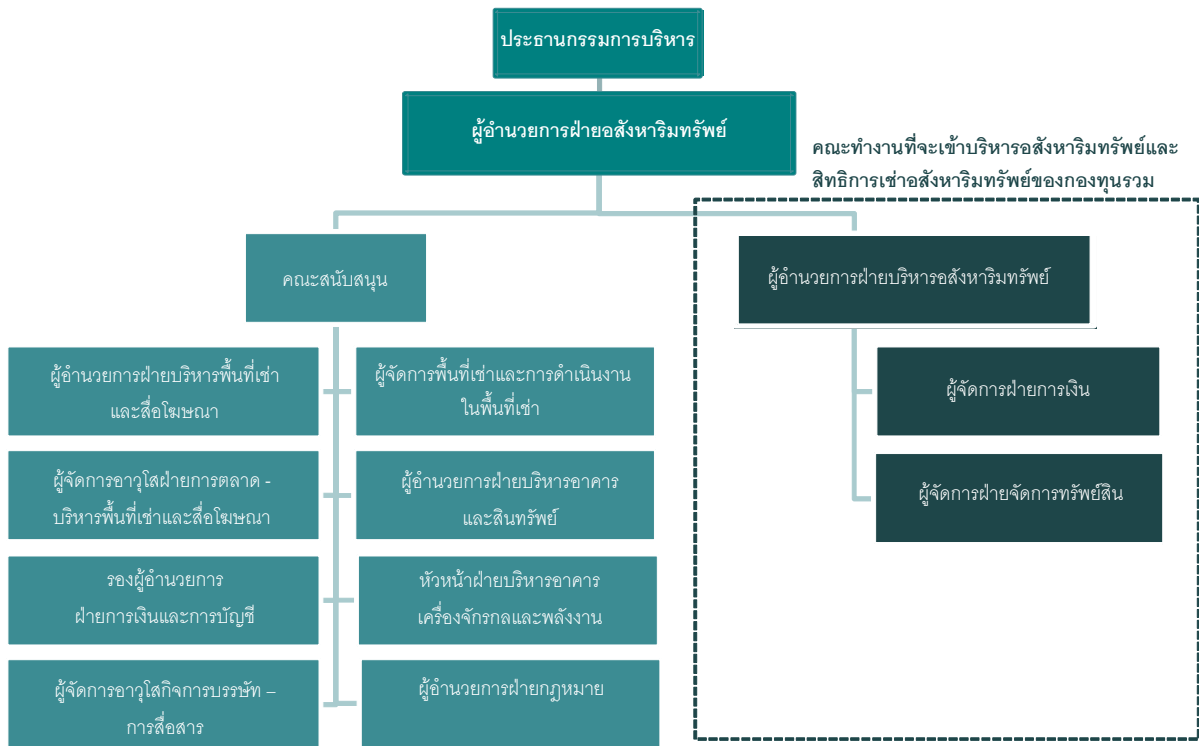 ประธานกรรมการบริหาร
ผู้อำนวยการฝ่ายอสังหาริมทรัพย์
คณะทำงานที่จะเข้าบริหารอสังหาริมทรัพย์และ
สิทธิการเช่าอสังหาริมทรัพย์ของกองทุนรวม
คณะสนับสนุน
ผู้อำนวยการฝ่ายบริหารอสังหาริมทรัพย์
ผู้อำนวยการฝ่ายบริหารพื้นที่เช่า
และสื่อโฆษณา
ผู้จัดการพื้นที่เช่าและการดำเนินงาน
ในพื้นที่เช่า
ผู้จัดการฝ่ายการเงิน
ผู้จัดการอาวุโสฝ่ายการตลาด -
บริหารพื้นที่เช่าและสื่อโฆษณา
ผู้อำนวยการฝ่ายบริหารอาคาร
และสินทรัพย์
ผู้จัดการฝ่ายจัดการทรัพย์สิน
รองผู้อำนวยการ
ฝ่ายการเงินและการบัญชี
หัวหน้าฝ่ายบริหารอาคาร
เครื่องจักรกลและพลังงาน
ผู้จัดการอาวุโสกิจการบรรษัท –
การสื่อสาร
ผู้อำนวยการฝ่ายกฎหมาย